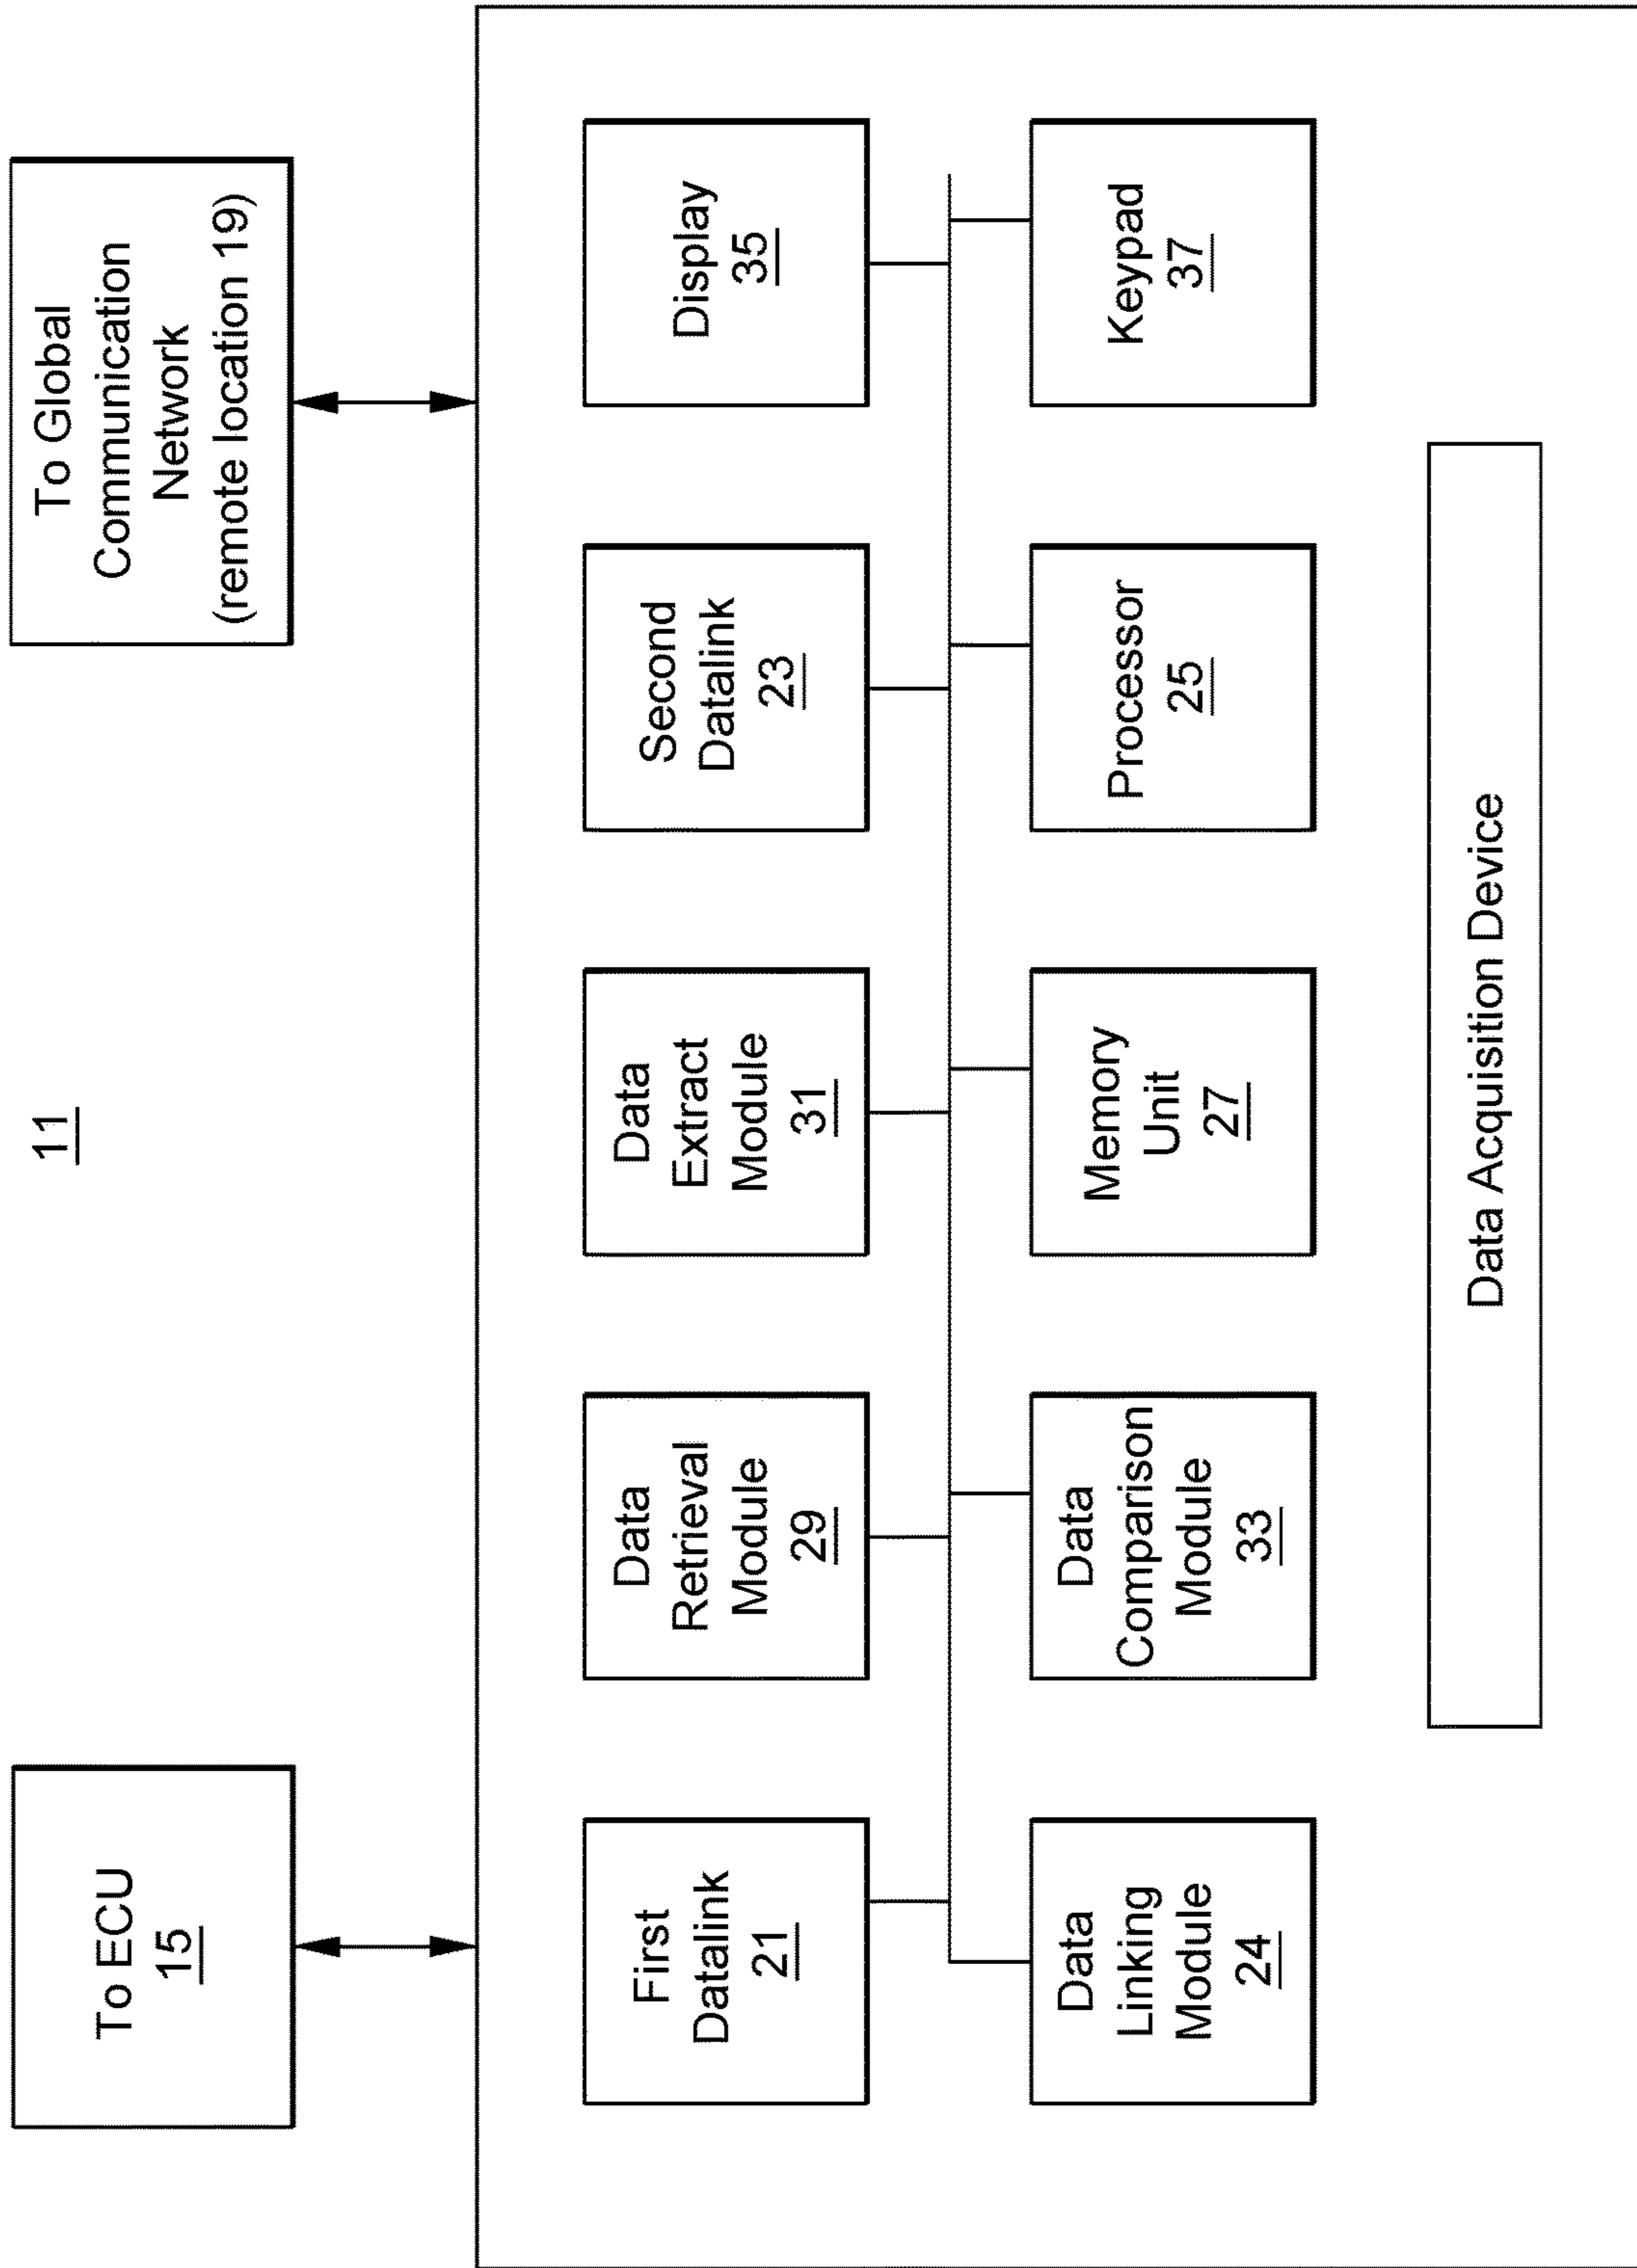 11
To ECU
15
To Global
Communication
Network
(remote location 19)
First
Datalink
21
Data
Retrieval
Module
29
Data
Extract
Module
31
Second
Datalink
23
Display
35
Data
Linking
Module
24
Data
Comparison
Module
33
Memory
Unit
27
Processor
25
Keypad
37
Data Acquisition Device